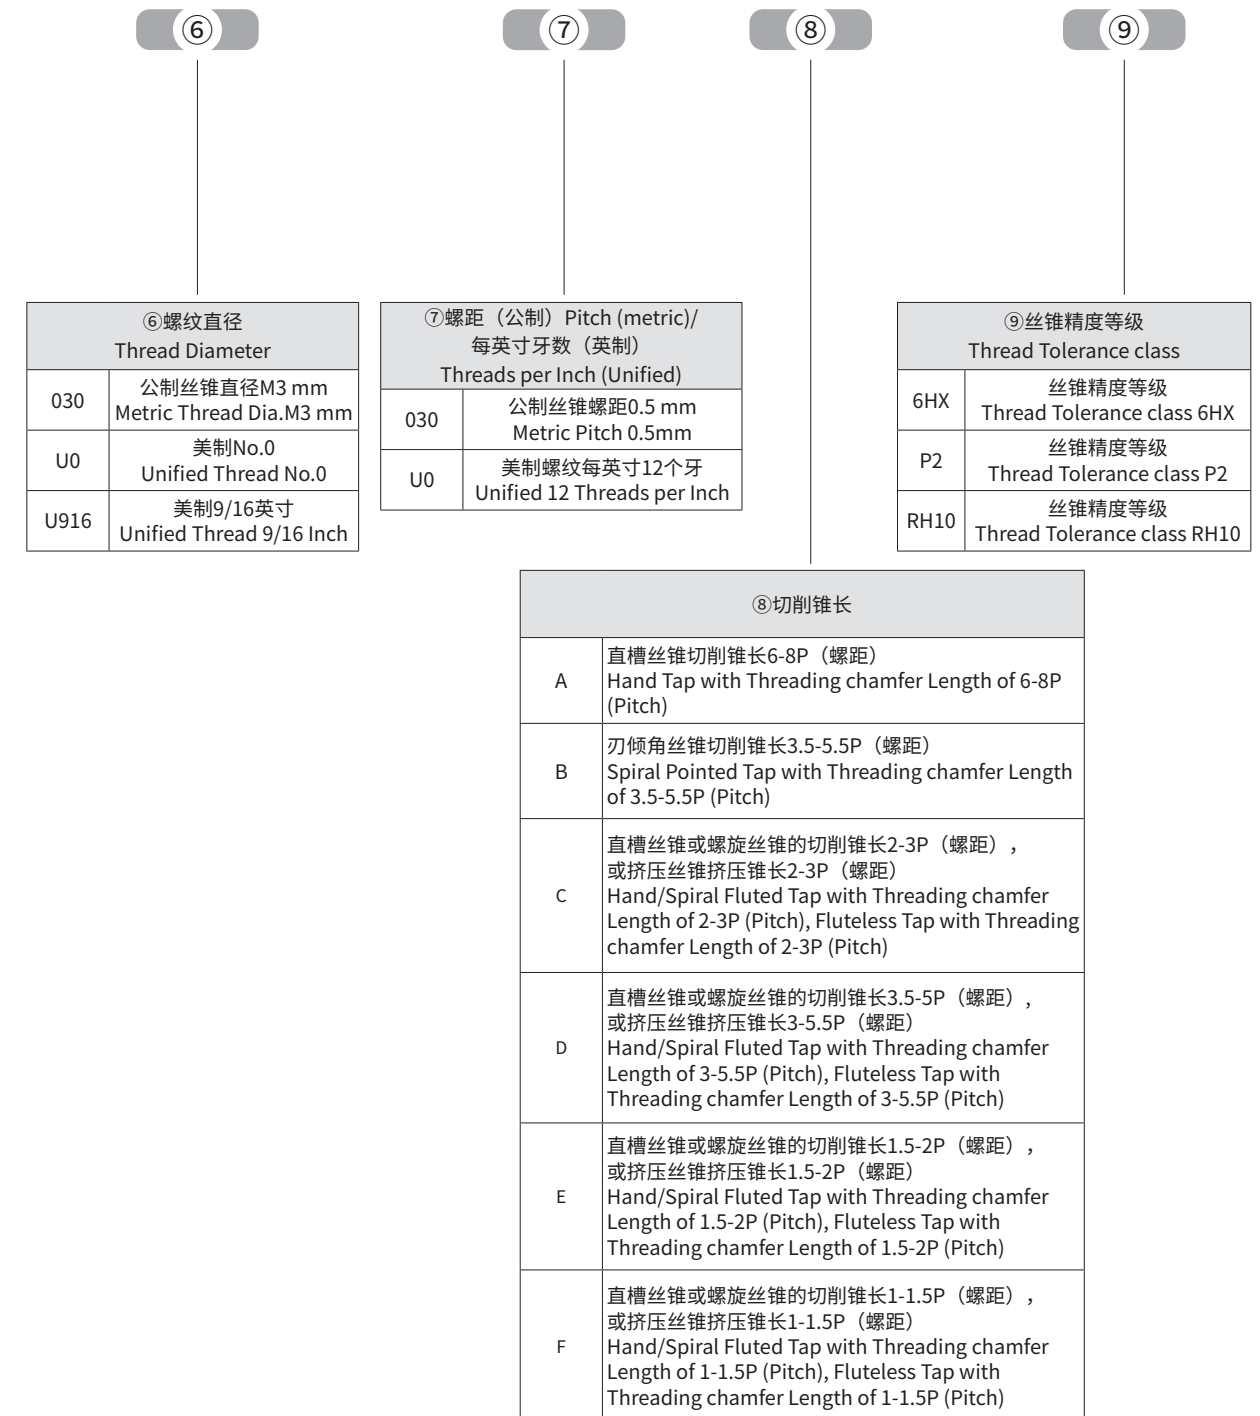 ⑥
⑦
⑧
⑨
⑥螺纹直径
Thread Diameter
030
公制丝锥直径M3 mm
Metric Thread Dia.M3 mm
U0
美制No.0
Unified Thread No.0
U916
美制9/16英寸
Unified Thread 9/16 Inch
⑦螺距（公制）Pitch (metric)/
每英寸牙数（英制）
Threads per Inch (Unified)
030
公制丝锥螺距0.5 mm
Metric Pitch 0.5mm
U0
美制螺纹每英寸12个牙
Unified 12 Threads per Inch
⑨丝锥精度等级
Thread Tolerance class
6HX
丝锥精度等级
Thread Tolerance class 6HX
P2
丝锥精度等级
Thread Tolerance class P2
RH10
丝锥精度等级
Thread Tolerance class RH10
⑧切削锥长
A
直槽丝锥切削锥长6-8P（螺距）
Hand Tap with Threading chamfer Length of 6-8P
(Pitch)
B
刃倾角丝锥切削锥长3.5-5.5P（螺距）
Spiral Pointed Tap with Threading chamfer Length
of 3.5-5.5P (Pitch)
C
直槽丝锥或螺旋丝锥的切削锥长2-3P（螺距），
或挤压丝锥挤压锥长2-3P（螺距）
Hand/Spiral Fluted Tap with Threading chamfer
Length of 2-3P (Pitch), Fluteless Tap with Threading
chamfer Length of 2-3P (Pitch)
D
直槽丝锥或螺旋丝锥的切削锥长3.5-5P（螺距）,
或挤压丝锥挤压锥长3-5.5P（螺距）
Hand/Spiral Fluted Tap with Threading chamfer
Length of 3-5.5P (Pitch), Fluteless Tap with
Threading chamfer Length of 3-5.5P (Pitch)
E
直槽丝锥或螺旋丝锥的切削锥长1.5-2P（螺距），
或挤压丝锥挤压锥长1.5-2P（螺距）
Hand/Spiral Fluted Tap with Threading chamfer
Length of 1.5-2P (Pitch), Fluteless Tap with
Threading chamfer Length of 1.5-2P (Pitch)
F
直槽丝锥或螺旋丝锥的切削锥长1-1.5P（螺距），
或挤压丝锥挤压锥长1-1.5P（螺距）
Hand/Spiral Fluted Tap with Threading chamfer
Length of 1-1.5P (Pitch), Fluteless Tap with
Threading chamfer Length of 1-1.5P (Pitch)